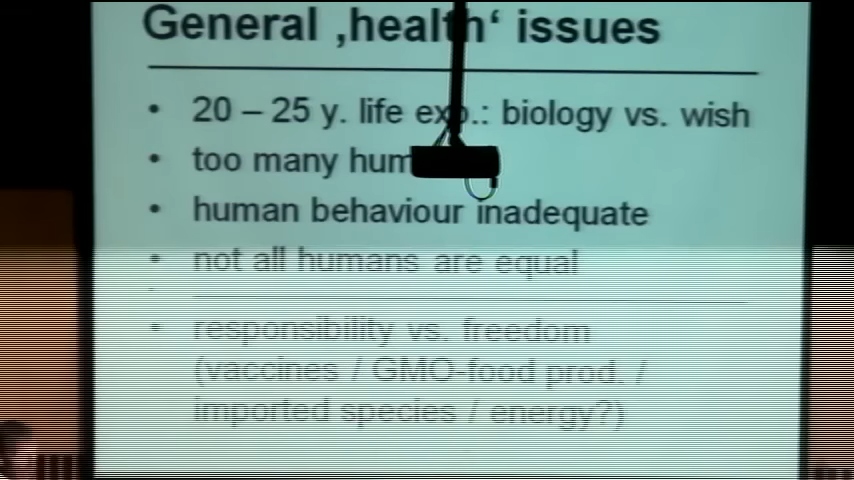 General ‚health‘ issues
• 20 – 25 y. life exp.: biology vs. wish
• too many hum
• human behaviour inadequate
• not all humans are equal
• responsibility vs. freedom
(vaccines / GMO-food prod. /
imported species / energy?)